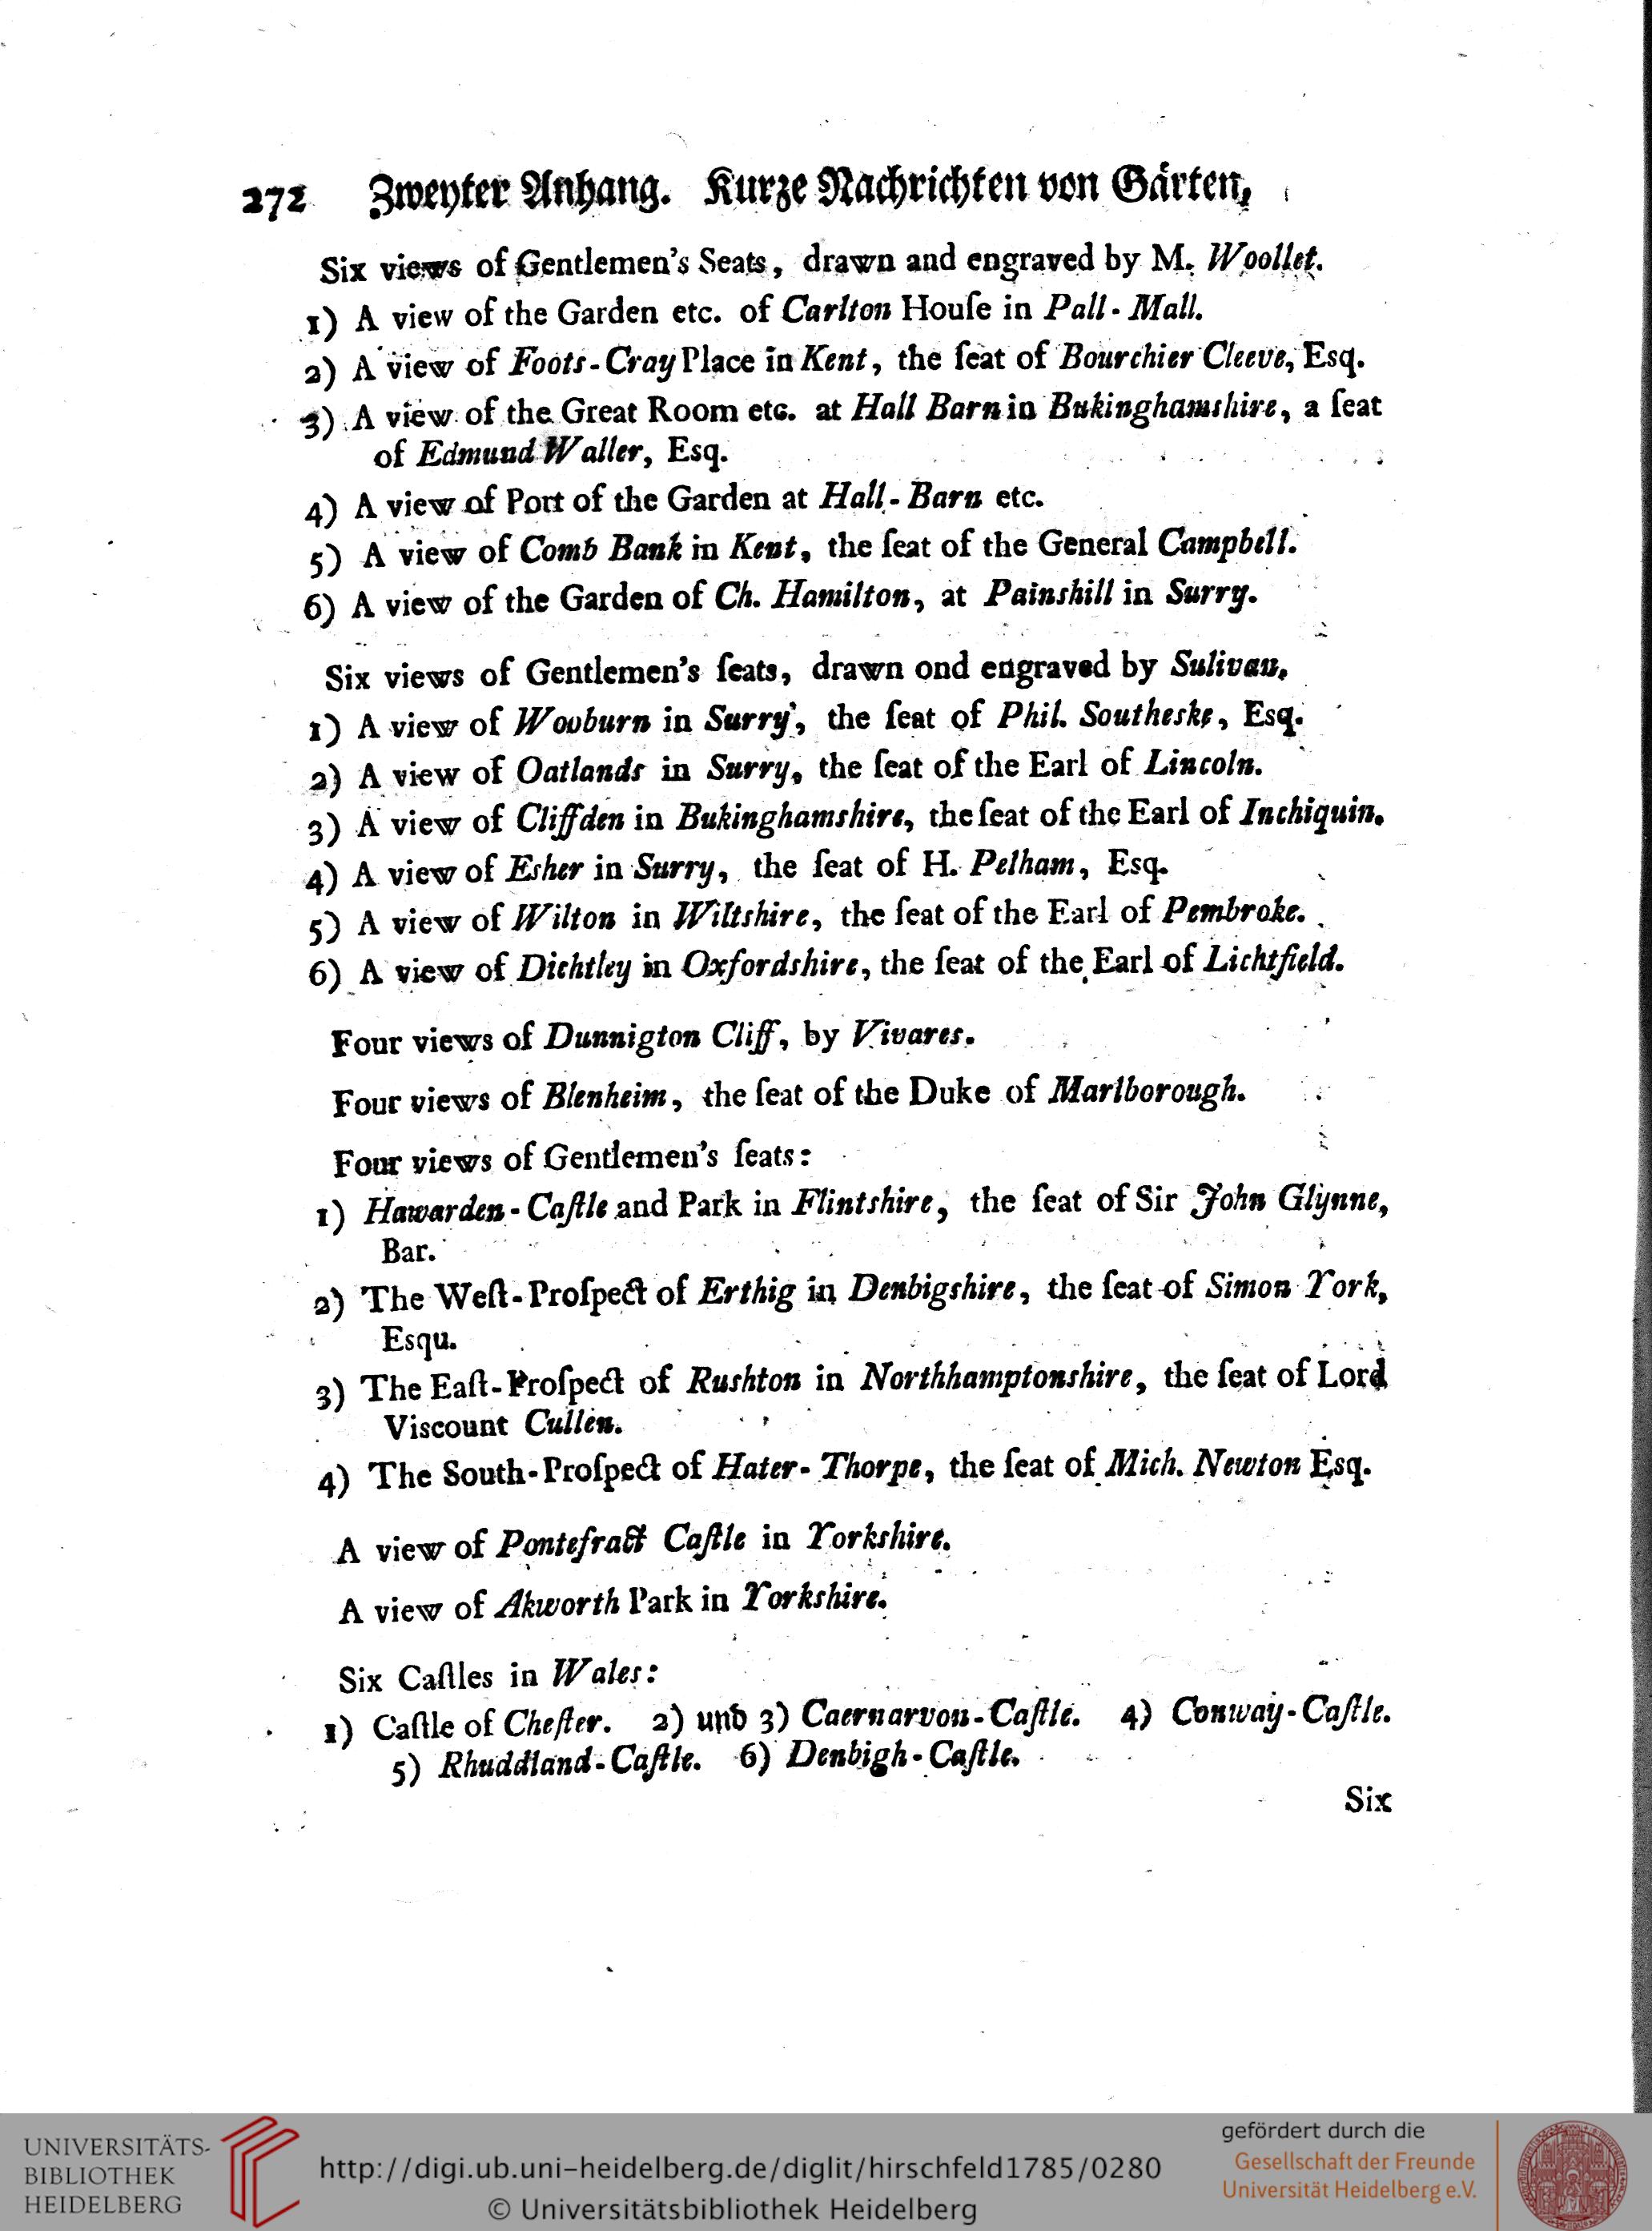 272 Zweyter Anhang. Kurze Nachrichten von Gärten,
Six views of Gentlemen's Seats, drawn and engraved by M. Woollet.
1) A view of the Garden etc. of Carlton Houſe in Pall-Mall.
2) A view of Foots-Cray Place in Kent, the ſeat of Bourchier Cleeve, Esq.
3) A view of the Great Room etc. at Hall Barn in Bukinghamshire, a ſeat
of Edmund Waller, Esq.
4) A view of Port of the Garden at Hall-Barn etc.
5) A view of Comb Bank in Kent, the ſeat of the General Campbell.
6) A view of the Garden of Ch. Hamilton, at Painshill in Surry.
Six views of Gentlemen's ſeats, drawn ond engraved by Sulivan.
1) A view of Wooburn in Surry, the ſeat of Phil. Southeske, Esq.
2) A view of Oatlands in Surry, the ſeat of the Earl of Lincoln.
3) A view of Cliffden in Bukinghamshire, the ſeat of the Earl of Inchiquin.
4) A view of Esher in Surry, the ſeat of H. Pelham, Esq.
5) A view of Wilton in Wiltshire, the ſeat of the Earl of Pembroke.
6) A view of Dichtley in Oxfordshire, the ſeat of the Earl of Lichtfield.
Four views of Dunnigton Cliff, by Vivares.
Four views of Blenheim, the ſeat of the Duke of Marlborough.
Four views of Gentlemen's ſeats:
1) Hawarden-Caſtle and Park in Flintshire, the ſeat of Sir John Glynne,
Bar.
2) The Weſt-Proſpect of Erthig in Denbigshire, the ſeat of Simon York,
Esqu.
3) The Eaſt-Proſpect of Rushton in Northhamptonshire, the ſeat of Lord
Viscount Cullen.
4) The South-Proſpect of Hater-Thorpe, the ſeat of Mich. Newton Esq.
A view of Pontefract Caſtle in Yorkshire.
A view of Akworth Park in Yorkshire.
Six Caſtles in Wales:
1) Caſtle of Cheſter. 2) und 3) Caernarvon-Caſtle. 4) Conway-Caſtle.
5) Rhuddland-Caſtle. 6) Denbigh-Caſtle.
Six
UNIVERSITÄTS-
BIBLIOTHEK
HEIDELBERG
http://digi.ub.uni-heidelberg.de/diglit/hirschfeld1785/0280
© Universitätsbibliothek Heidelberg
gefördert durch die
Gesellschaft der Freunde
Universität Heidelberg e.V.